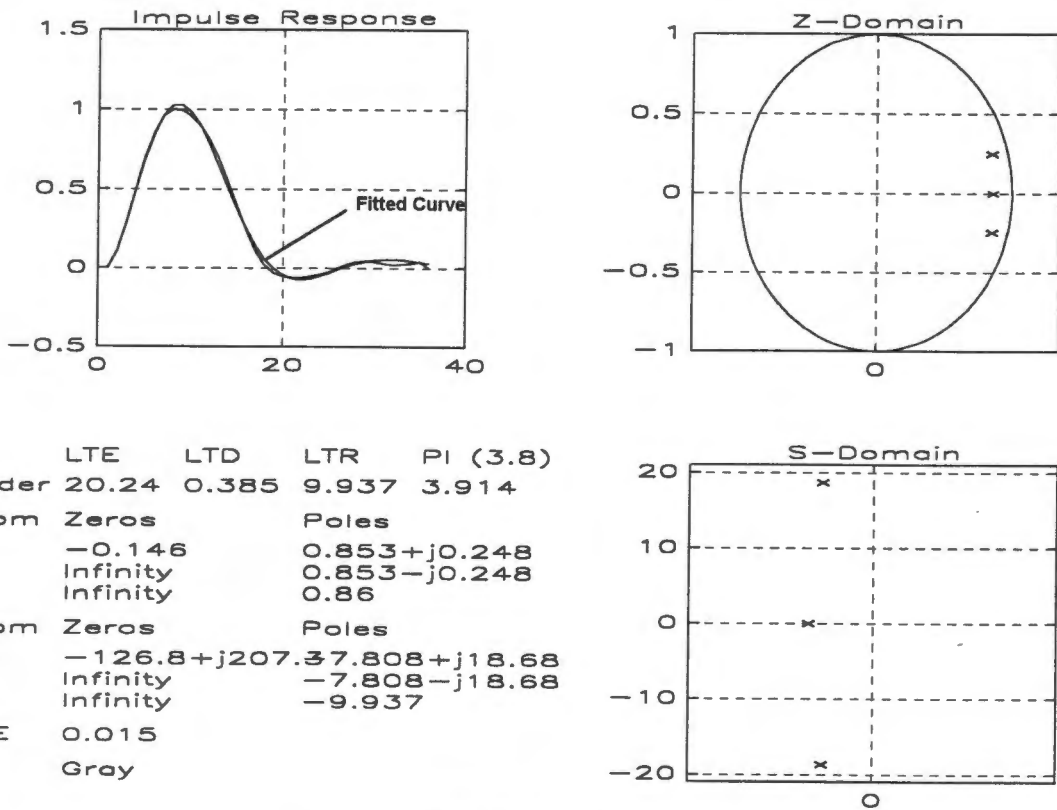 Impulse Response
1.5
1
0.5
0
-0.5
0
20
40
Fitted Curve
Z-Domain
1
0.5
0
-0.5
-1
0
LTE LTD LTR PI (3.8)
der 20.24 0.385 9.937 3.914
om Zeros Poles
-0.146 0.853+j0.248
Infinity 0.853-j0.248
Infinity 0.86
om Zeros Poles
-126.8+j207.3 -7.808+j18.68
Infinity -7.808-j18.68
Infinity -9.937
E 0.015
Gray
S-Domain
20
10
0
-10
-20
0